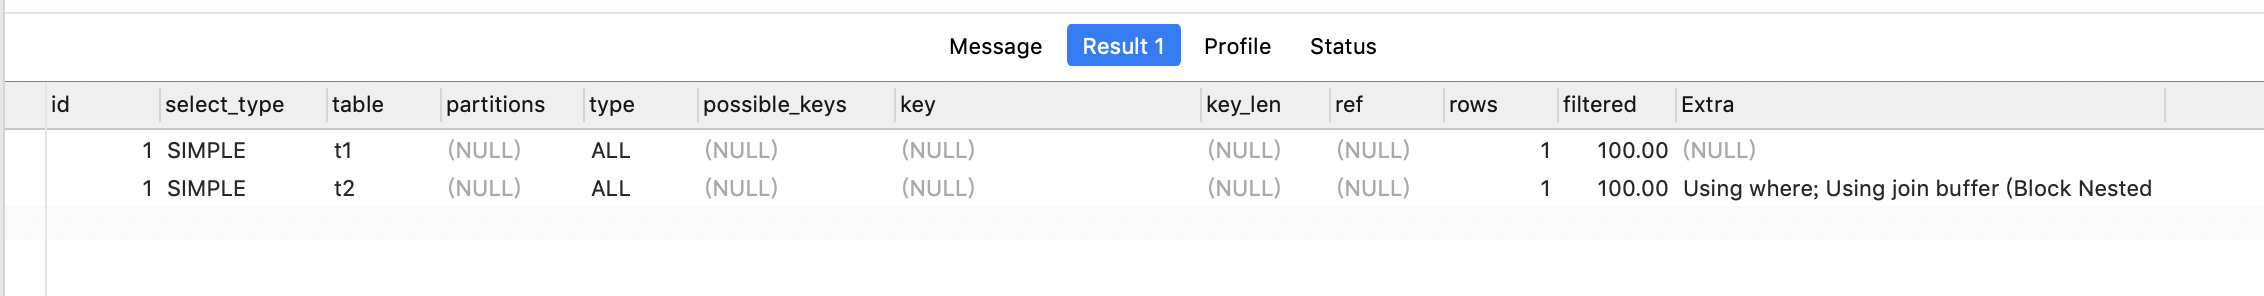 Message Result 1 Profile Status
id select_type table partitions type possible_keys key key_len ref rows filtered Extra
1 SIMPLE t1 (NULL) ALL (NULL) (NULL) (NULL) (NULL) 1 100.00 (NULL)
1 SIMPLE t2 (NULL) ALL (NULL) (NULL) (NULL) (NULL) 1 100.00 Using where; Using join buffer (Block Nested